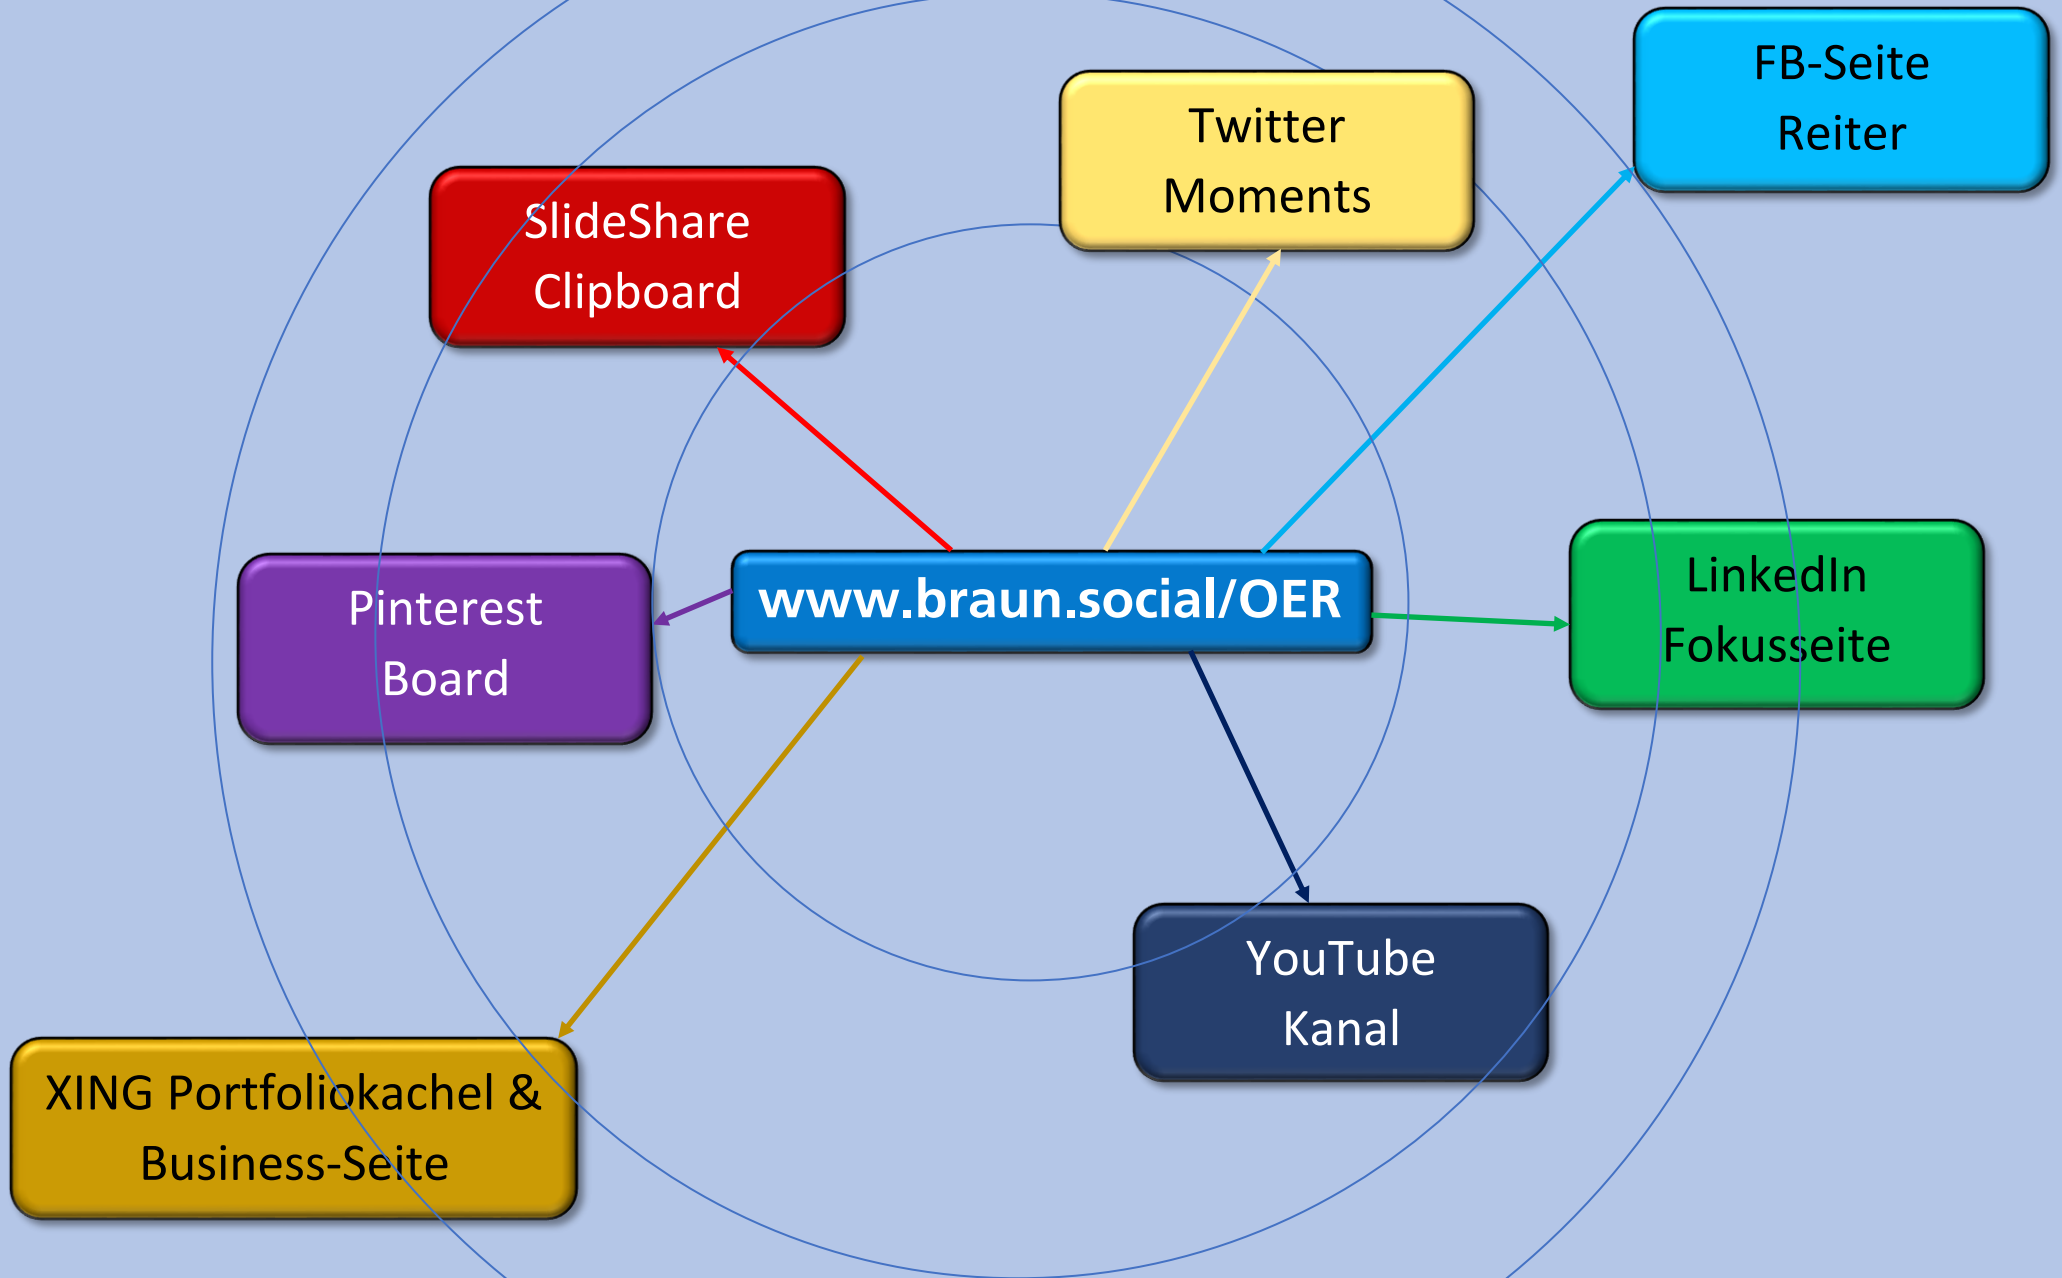 FB-Seite
Reiter
Twitter
Moments
SlideShare
Clipboard
LinkedIn
Fokusseite
www.braun.social/OER
Pinterest
Board
YouTube
Kanal
XING Portfoliokachel &
Business-Seite